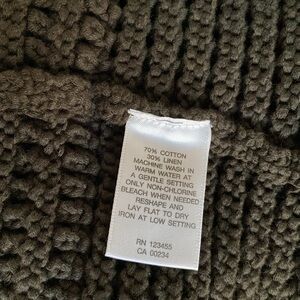 70% COTTON
30% LINEN
MACHINE WASH IN
WARM WATER AT
A GENTLE SETTING
ONLY NON-CHLORINE
BLEACH WHEN NEEDED
RESHAPE AND
LAY FLAT TO DRY
IRON AT LOW SETTING
RN 123455
CA 00234